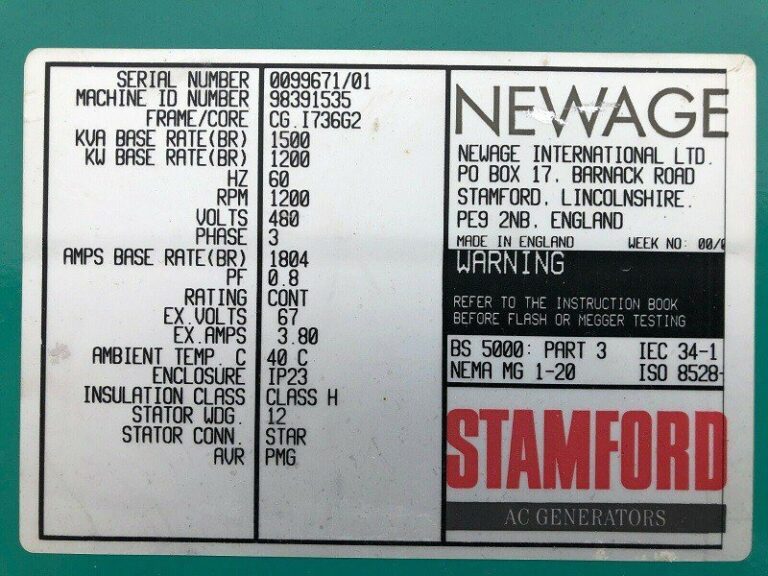 SERIAL NUMBER 0099671/01
MACHINE ID NUMBER 98391535
FRAME/CORE CG.I736G2
KVA BASE RATE(BR) 1500
KW BASE RATE(BR) 1200
HZ 60
RPM 1200
VOLTS 480
PHASE 3
AMPS BASE RATE(BR) 1804
PF 0.8
RATING CONT
EX.VOLTS 67
EX.AMPS 3.80
AMBIENT TEMP. C 40 C
ENCLOSURE IP23
INSULATION CLASS CLASS H
STATOR WDG. 12
STATOR CONN. STAR
AVR PMG
NEWAGE
NEWAGE INTERNATIONAL LTD.
PO BOX 17, BARNACK ROAD
STAMFORD, LINCOLNSHIRE.
PE9 2NB. ENGLAND
MADE IN ENGLAND WEEK NO: 00/
WARNING
REFER TO THE INSTRUCTION BOOK
BEFORE FLASH OR MEGGER TESTING
BS 5000: PART 3 IEC 34-1
NEMA MG 1-20 ISO 8528-
STAMFORD
AC GENERATORS